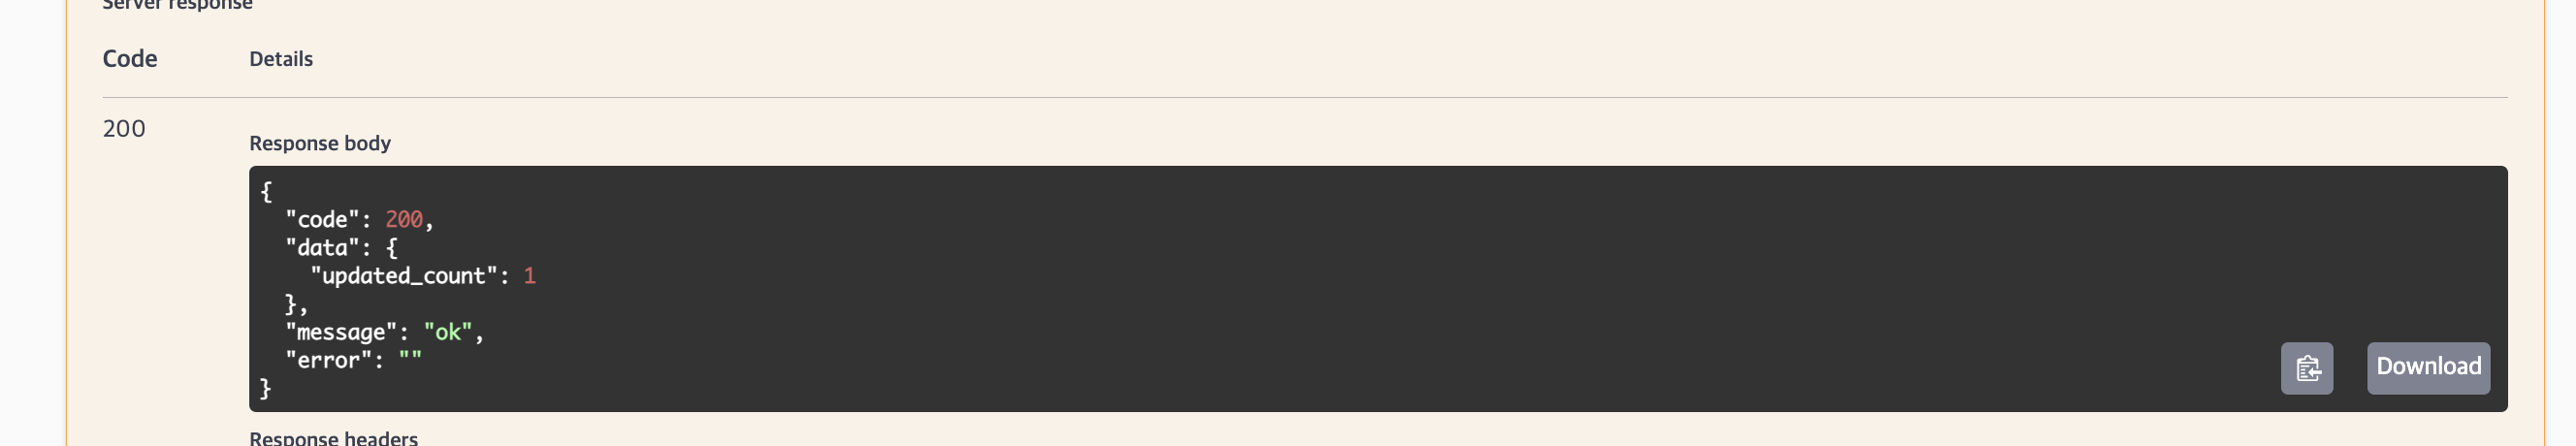 Server response
Code
Details
200
Response body
{
  "code": 200,
  "data": {
    "updated_count": 1
  },
  "message": "ok",
  "error": ""
}
Download
Response headers